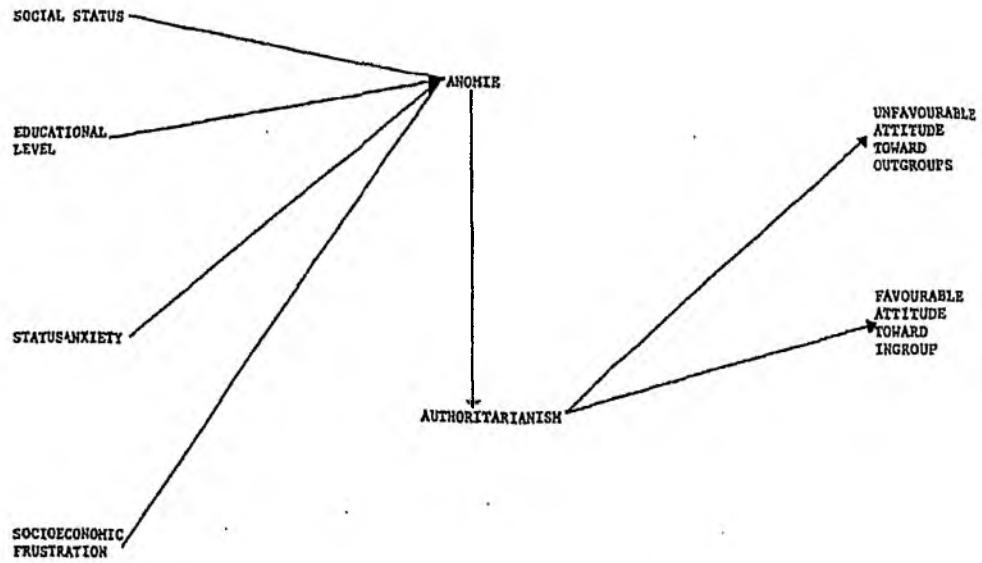 SOCIAL STATUS
ANOMIE
EDUCATIONAL
LEVEL
UNFAVOURABLE
ATTITUDE
TOWARD
OUTGROUPS
STATUSANXIETY
FAVOURABLE
ATTITUDE
TOWARD
INGROUP
AUTHORITARIANISM
SOCIOECONOMIC
FRUSTRATION